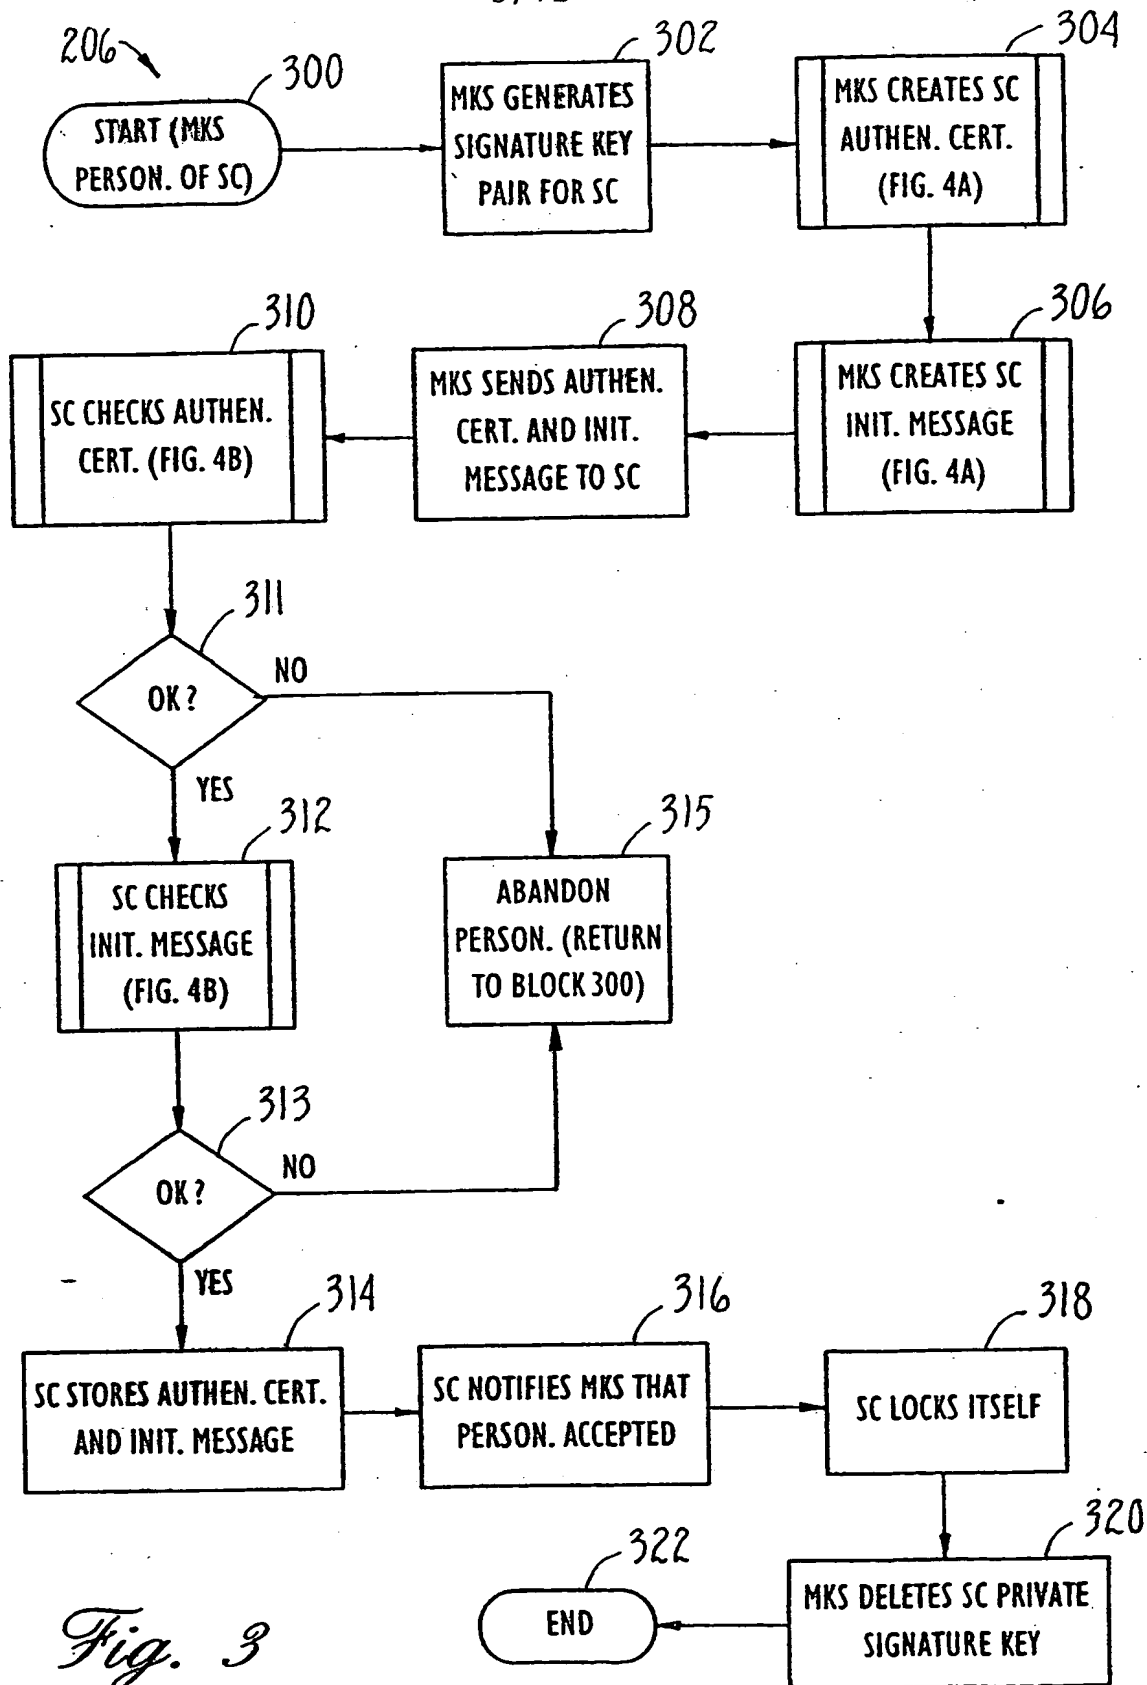 206
300
START (MKS
PERSON. OF SC)
302
MKS GENERATES
SIGNATURE KEY
PAIR FOR SC
304
MKS CREATES SC
AUTHEN. CERT.
(FIG. 4A)
306
MKS CREATES SC
INIT. MESSAGE
(FIG. 4A)
308
MKS SENDS AUTHEN.
CERT. AND INIT.
MESSAGE TO SC
310
SC CHECKS AUTHEN.
CERT. (FIG. 4B)
311
OK?
NO
YES
312
SC CHECKS
INIT. MESSAGE
(FIG. 4B)
315
ABANDON
PERSON. (RETURN
TO BLOCK 300)
313
OK?
NO
YES
314
SC STORES AUTHEN. CERT.
AND INIT. MESSAGE
316
SC NOTIFIES MKS THAT
PERSON. ACCEPTED
318
SC LOCKS ITSELF
320
MKS DELETES SC PRIVATE
SIGNATURE KEY
322
END
Fig. 3